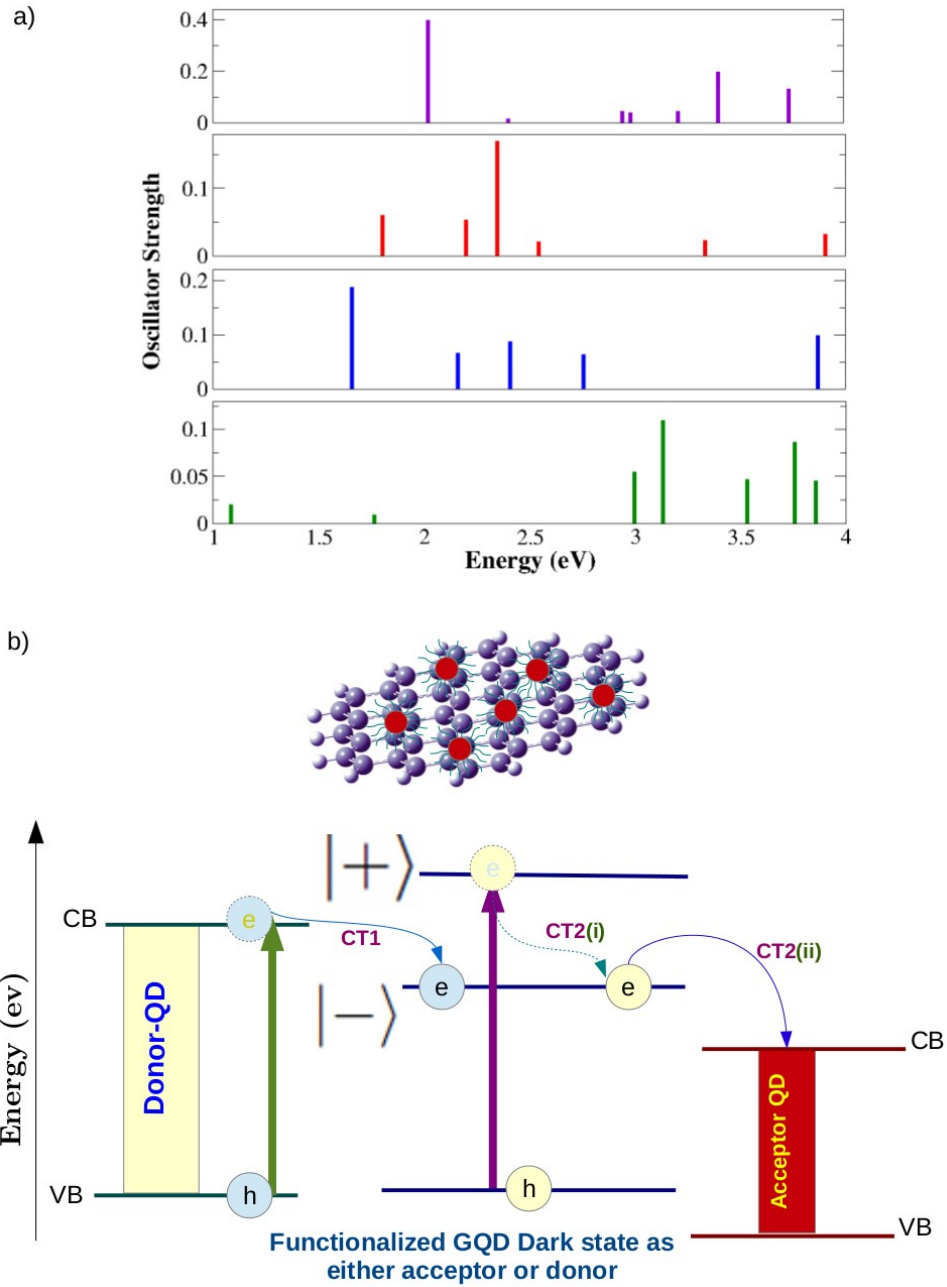 a)
Oscillator Strength
0.4
0.2
0
0.1
0
0.2
0.1
0
0.1
0.05
0
1 1.5 2 2.5 3 3.5 4
Energy (eV)
b)
Energy (ev)
|+⟩
e
CB
e
CT1
CT2(i)
CT2(ii)
e
e
|−⟩
Donor-QD
CB
Acceptor QD
VB
h
h
VB
Functionalized GQD Dark state as
either acceptor or donor